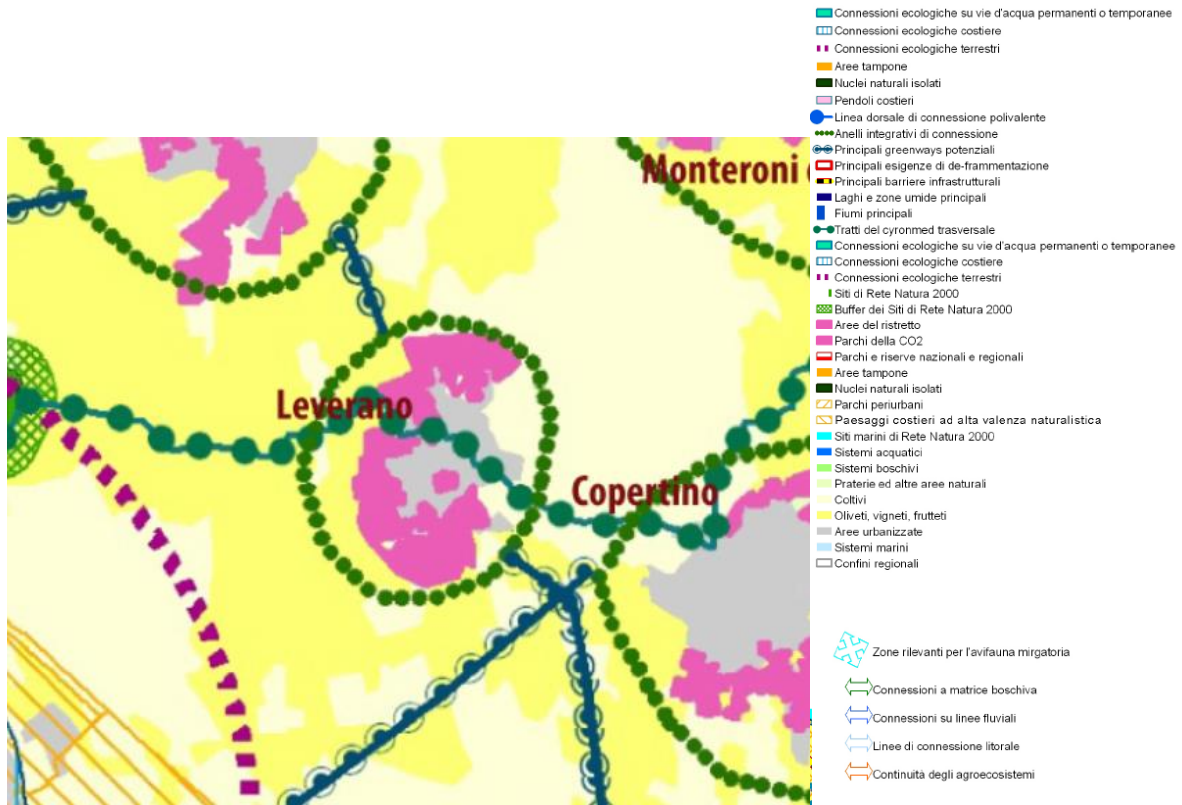 Monteroni
Leverano
Copertino
Connessioni ecologiche su vie d'acqua permanenti o temporanee
Connessioni ecologiche costiere
Connessioni ecologiche terrestri
Aree tampone
Nuclei naturali isolati
Pendoli costieri
Linea dorsale di connessione polivalente
Anelli integrativi di connessione
Principali greenways potenziali
Principali esigenze di de-frammentazione
Principali barriere infrastrutturali
Laghi e zone umide principali
Fiumi principali
Tratti del cyronmed trasversale
Connessioni ecologiche su vie d'acqua permanenti o temporanee
Connessioni ecologiche costiere
Connessioni ecologiche terrestri
Siti di Rete Natura 2000
Buffer dei Siti di Rete Natura 2000
Aree del ristretto
Parchi della CO2
Parchi e riserve nazionali e regionali
Aree tampone
Nuclei naturali isolati
Parchi periurbani
Paesaggi costieri ad alta valenza naturalistica
Siti marini di Rete Natura 2000
Sistemi acquatici
Sistemi boschivi
Praterie ed altre aree naturali
Coltivi
Oliveti, vigneti, frutteti
Aree urbanizzate
Sistemi marini
Confini regionali
Zone rilevanti per l'avifauna mirgatoria
Connessioni a matrice boschiva
Connessioni su linee fluviali
Linee di connessione litorale
Continuità degli agroecosistemi